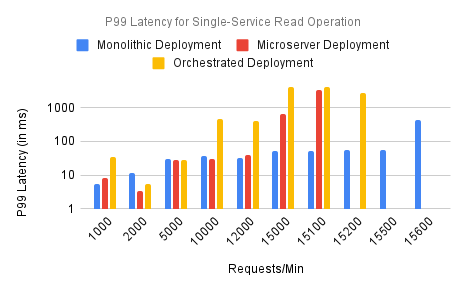 P99 Latency for Single-Service Read Operation
Monolithic Deployment
Microserver Deployment
Orchestrated Deployment
P99 Latency (in ms)
1000
100
10
1
1000
2000
5000
10000
12000
15000
15100
15200
15500
15600
Requests/Min